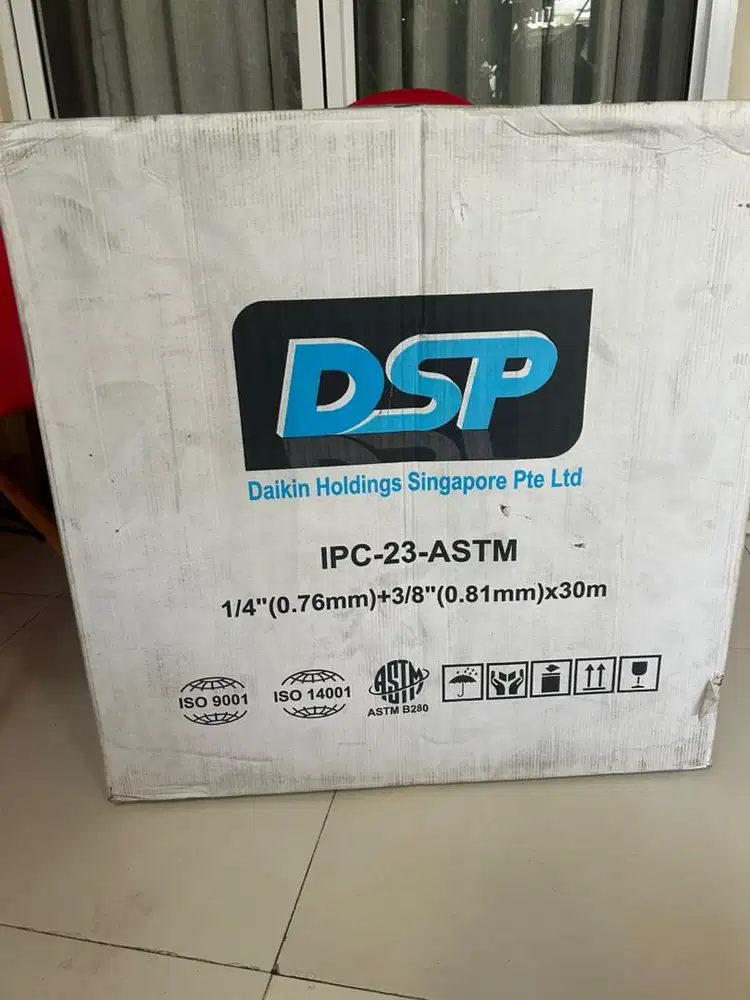 DSP
Daikin Holdings Singapore Pte Ltd
IPC-23-ASTM
1/4"(0.76mm)+3/8"(0.81mm)x30m
ISO 9001
ISO 14001
ASTM
ASTM B280